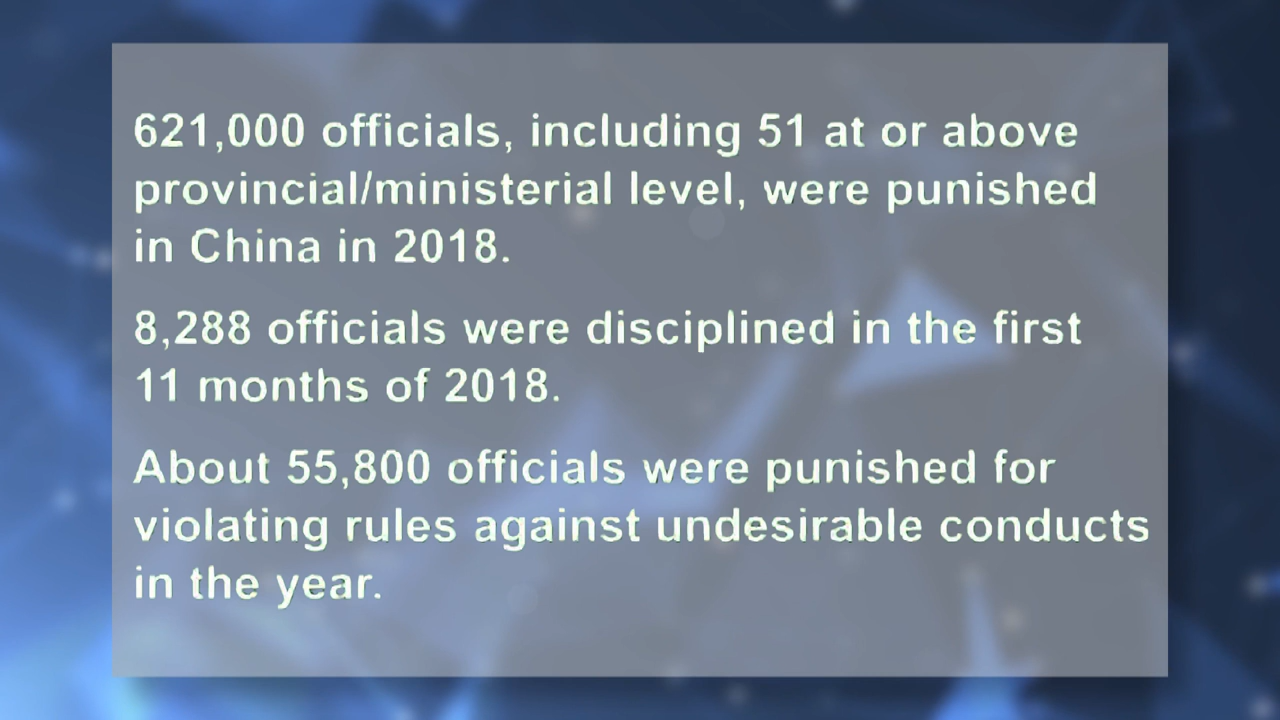 621,000 officials, including 51 at or above
provincial/ministerial level, were punished
in China in 2018.
8,288 officials were disciplined in the first
11 months of 2018.
About 55,800 officials were punished for
violating rules against undesirable conducts
in the year.